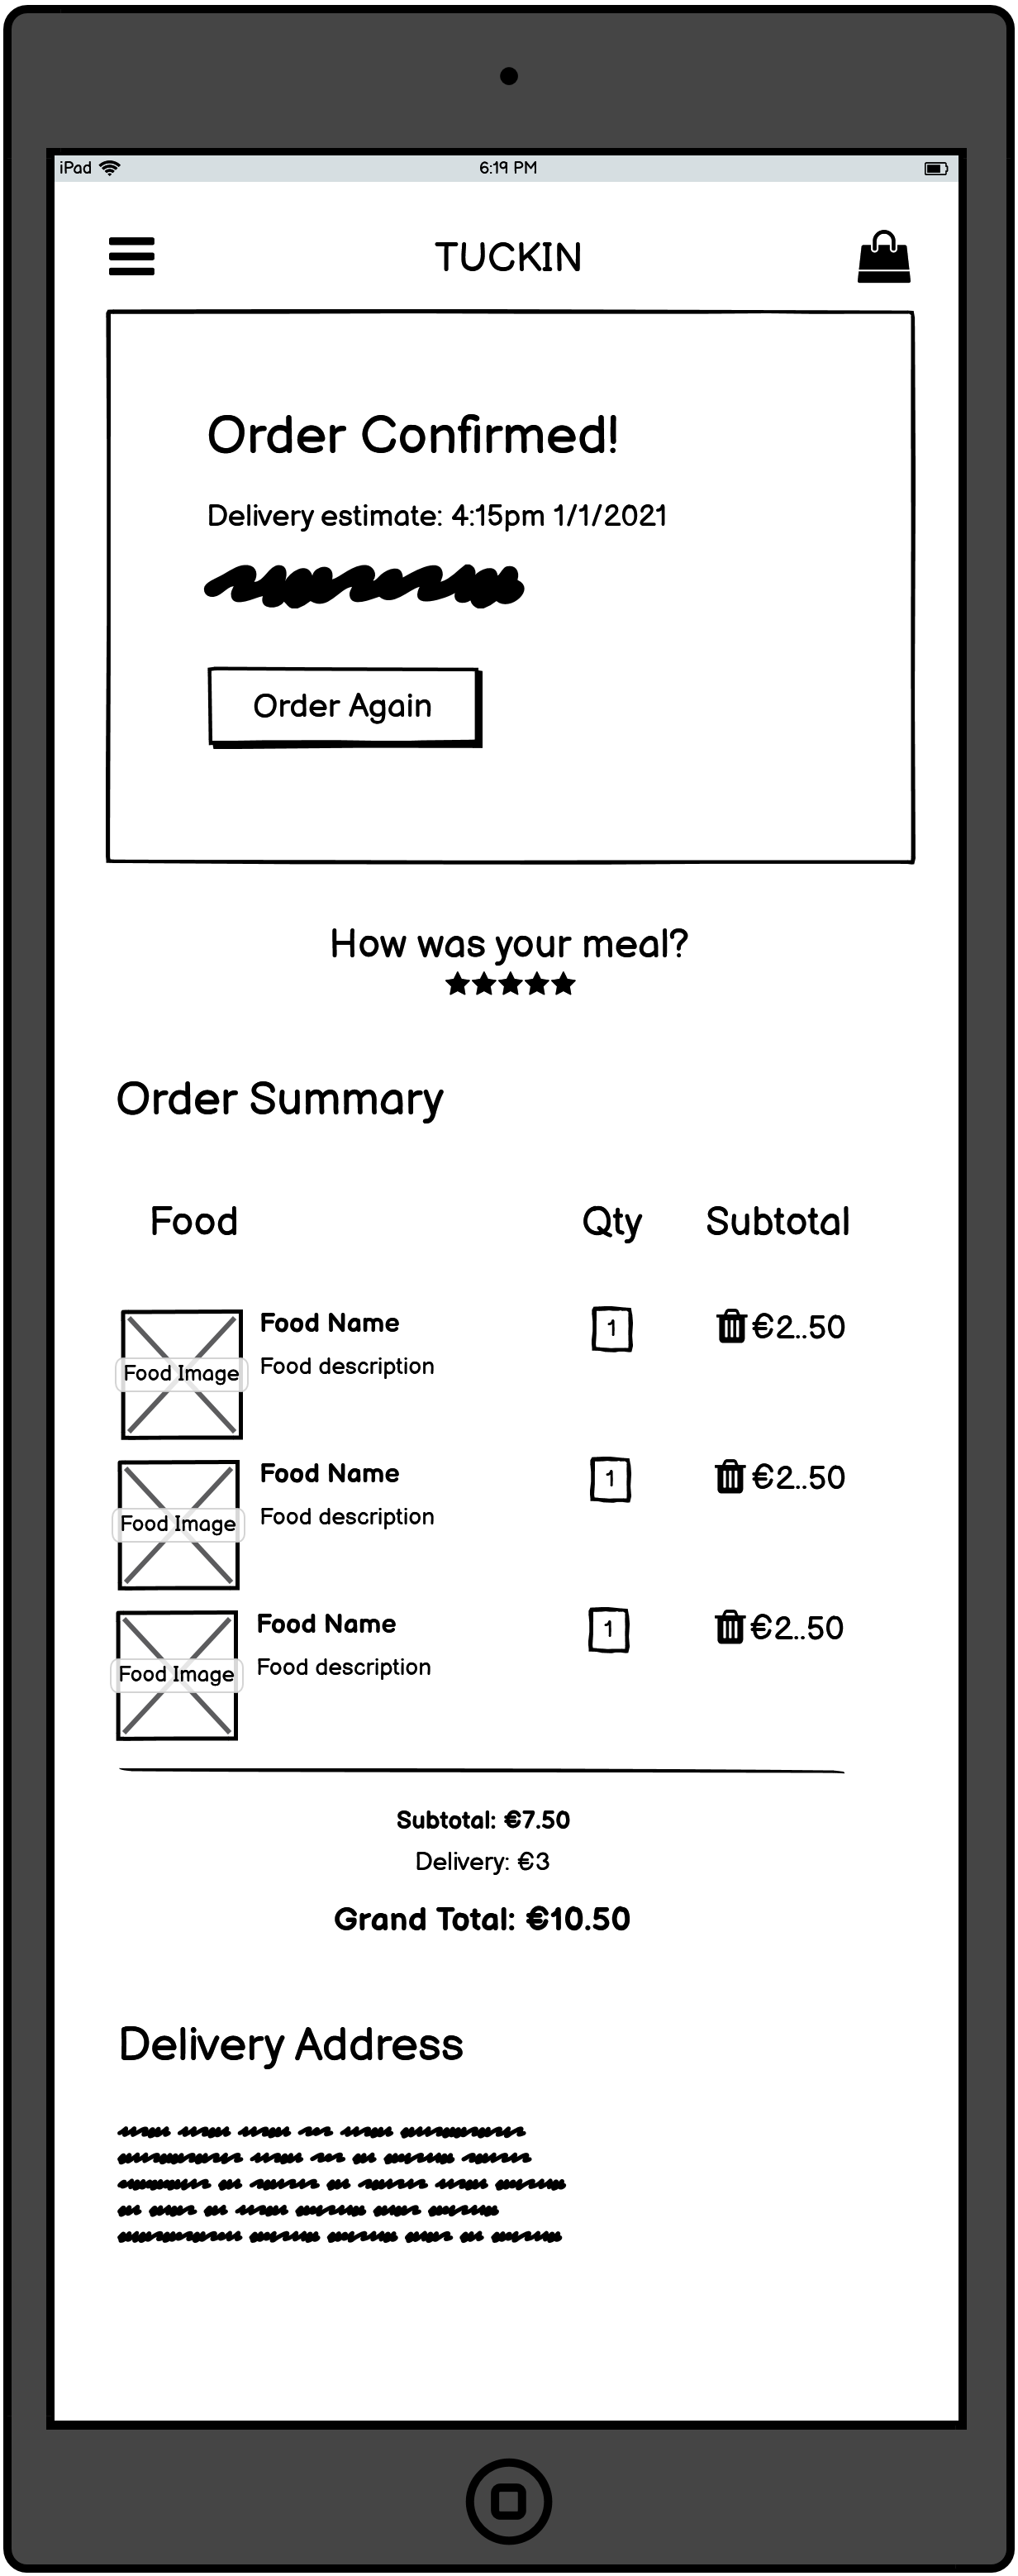 iPad 6:19 PM
TUCKIN
Order Confirmed!
Delivery estimate: 4:15pm 1/1/2021
Order Again
How was your meal?
Order Summary
Food Qty Subtotal
Food Name 1 €2..50
Food description
Food Image
Food Name 1 €2..50
Food description
Food Image
Food Name 1 €2..50
Food description
Food Image
Subtotal: €7.50
Delivery: €3
Grand Total: €10.50
Delivery Address